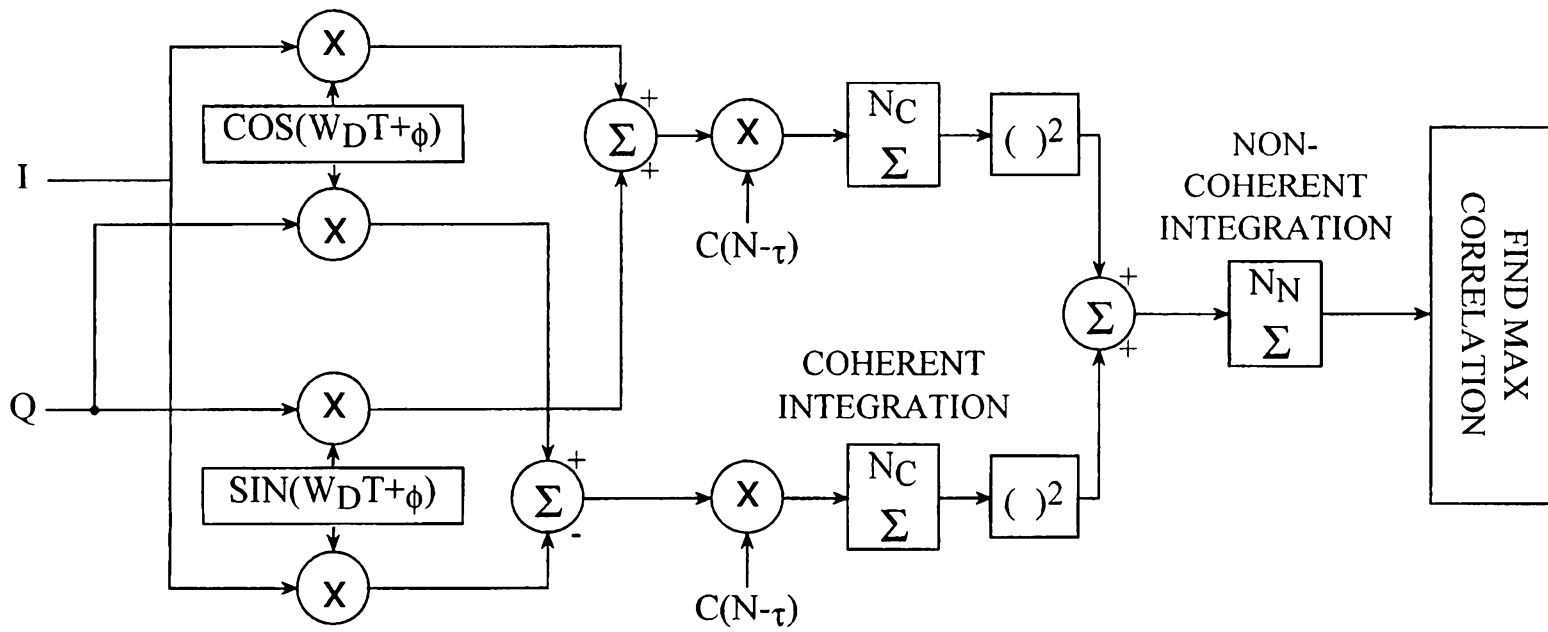 X
COS(WDT+ϕ)
I
X
Q
X
SIN(WDT+ϕ)
X
+
Σ
+
+
Σ
-
X
C(N-τ)
NC
Σ
( )²
COHERENT
INTEGRATION
X
C(N-τ)
NC
Σ
( )²
+
Σ
+
NON-
COHERENT
INTEGRATION
NN
Σ
FIND MAX
CORRELATION